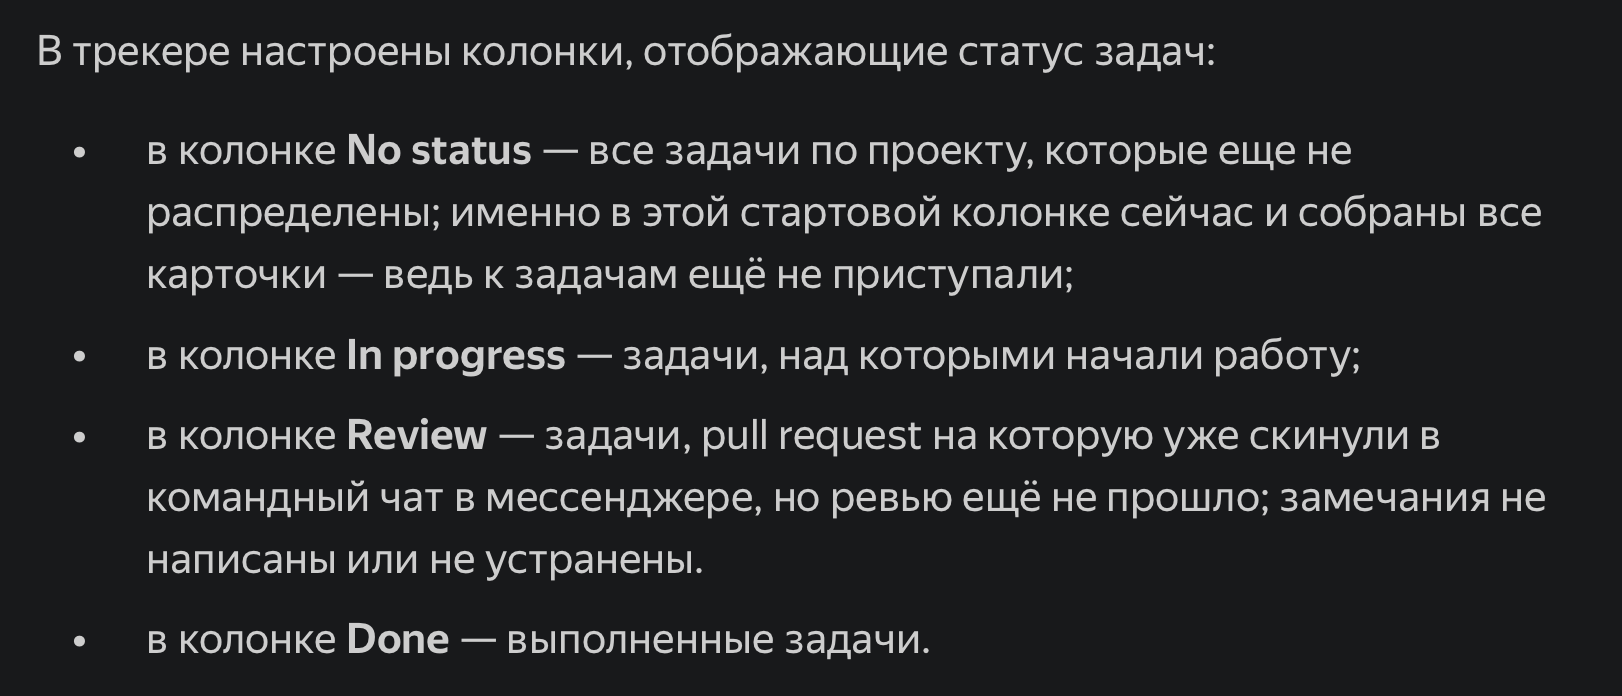 В трекере настроены колонки, отображающие статус задач:
• в колонке No status — все задачи по проекту, которые еще не
распределены; именно в этой стартовой колонке сейчас и собраны все
карточки — ведь к задачам ещё не приступали;
• в колонке In progress — задачи, над которыми начали работу;
• в колонке Review — задачи, pull request на которую уже скинули в
командный чат в мессенджере, но ревью ещё не прошло; замечания не
написаны или не устранены.
• в колонке Done — выполненные задачи.